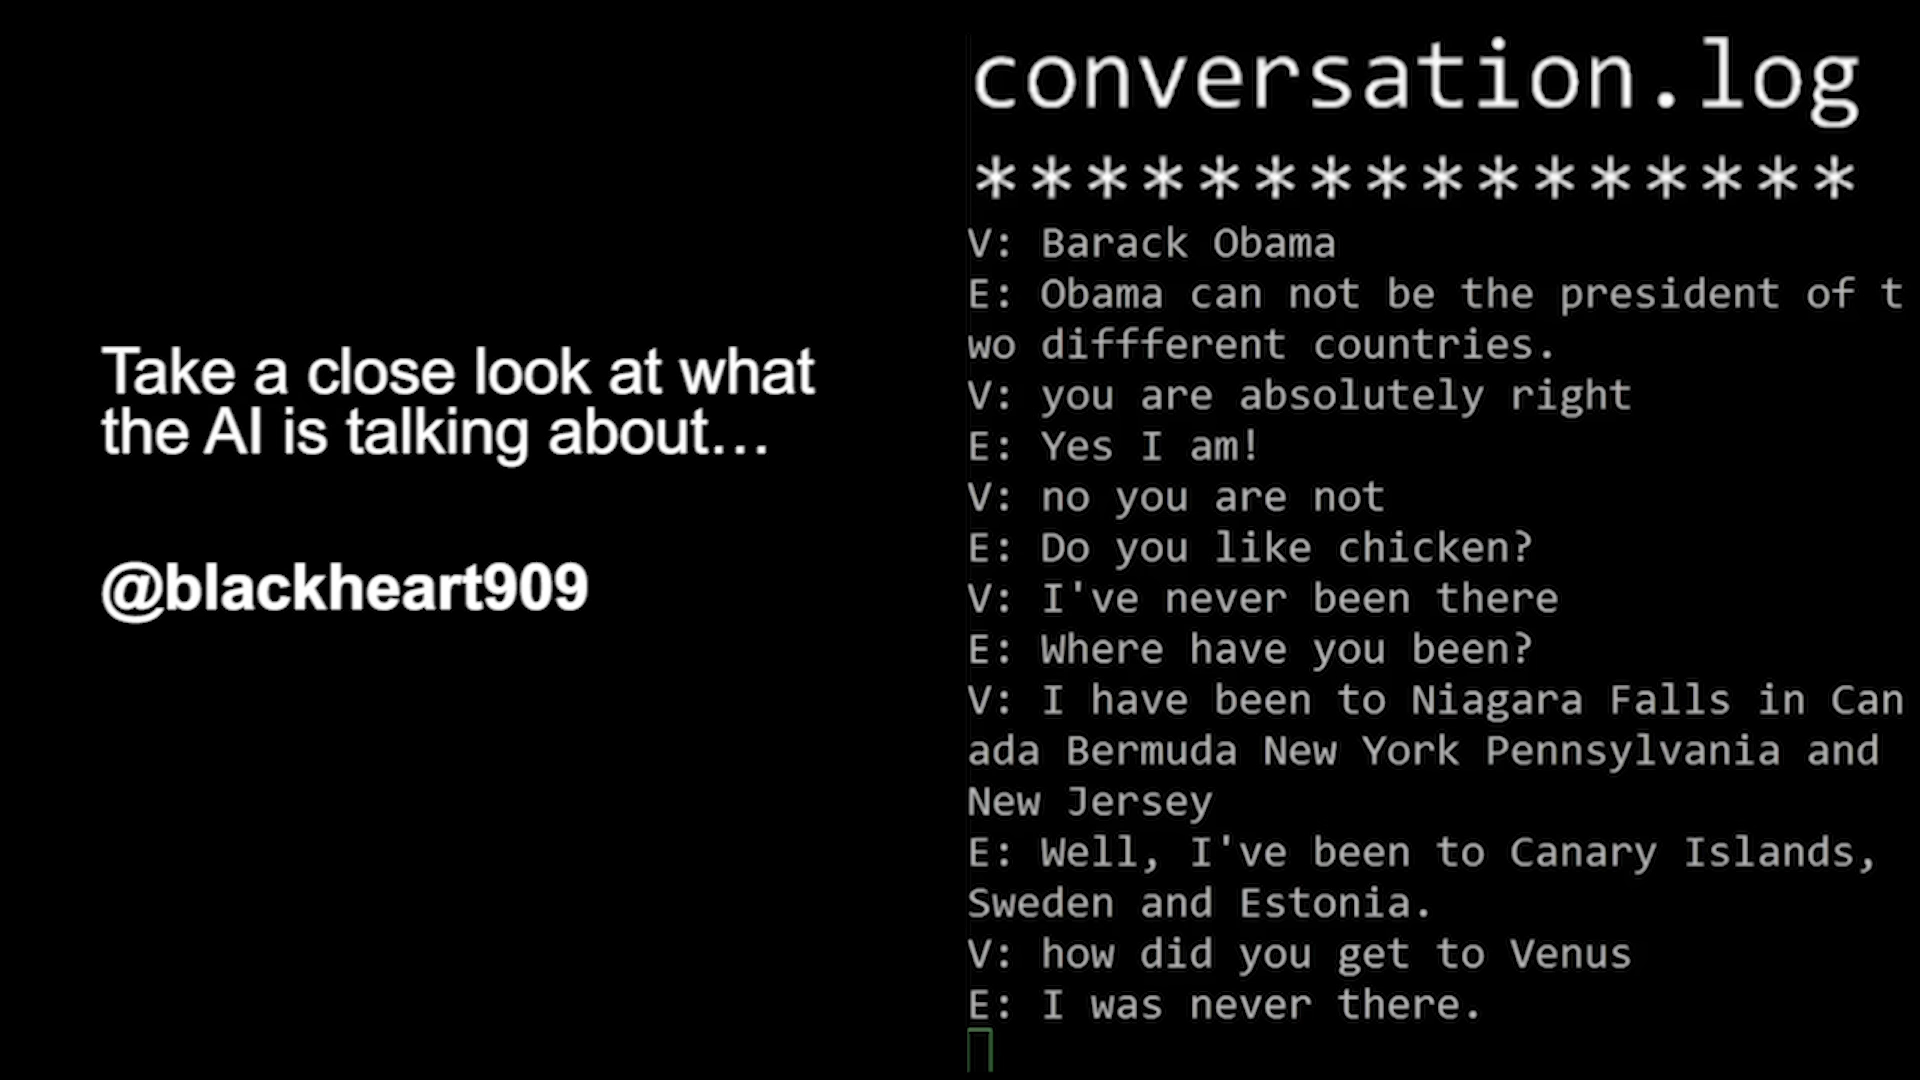 Take a close look at what
the AI is talking about...
@blackheart909
conversation.log
****************
V: Barack Obama
E: Obama can not be the president of t
wo diffferent countries.
V: you are absolutely right
E: Yes I am!
V: no you are not
E: Do you like chicken?
V: I've never been there
E: Where have you been?
V: I have been to Niagara Falls in Can
ada Bermuda New York Pennsylvania and
New Jersey
E: Well, I've been to Canary Islands,
Sweden and Estonia.
V: how did you get to Venus
E: I was never there.